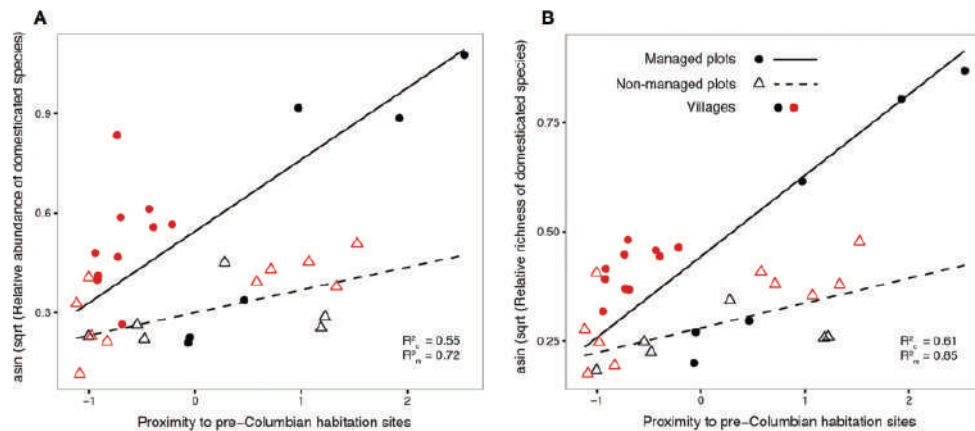 A
asin (sqrt (Relative abundance of domesticated species)
0.9
0.6
0.3
-1
0
1
2
Proximity to pre-Columbian habitation sites
R²c = 0.55
R²m = 0.72
B
asin (sqrt (Relative richness of domesticated species)
0.75
0.50
0.25
-1
0
1
2
Proximity to pre-Columbian habitation sites
Managed plots
Non-managed plots
Villages
R²c = 0.61
R²m = 0.85